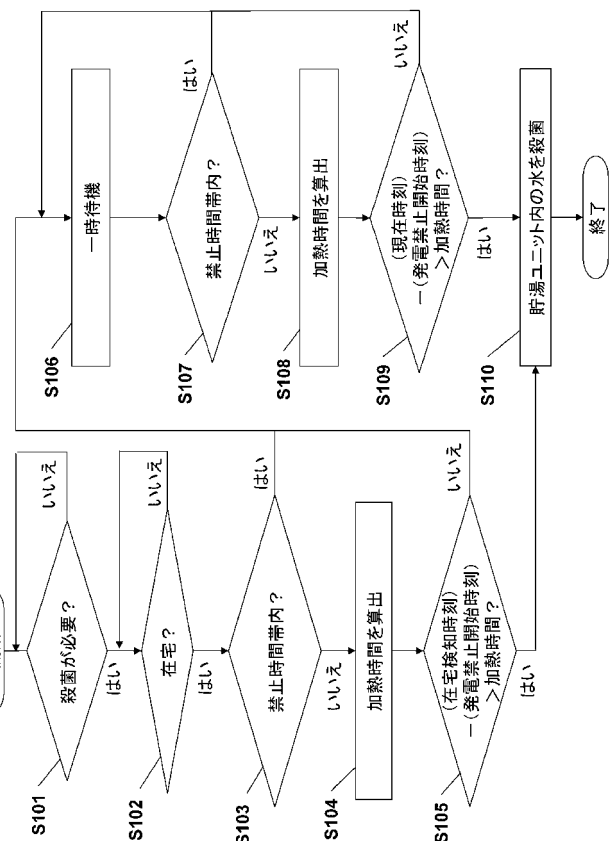 S101
殺菌が必要？
いいえ
はい
S102
在宅？
いいえ
はい
S103
禁止時間帯内？
はい
いいえ
S104
加熱時間を算出
S105
(在宅検知時刻)
－(発電禁止開始時刻)
＞加熱時間？
いいえ
はい
S106
一時待機
S107
禁止時間帯内？
はい
いいえ
S108
加熱時間を算出
S109
(現在時刻)
－(発電禁止開始時刻)
＞加熱時間？
いいえ
はい
S110
貯湯ユニット内の水を殺菌
終了